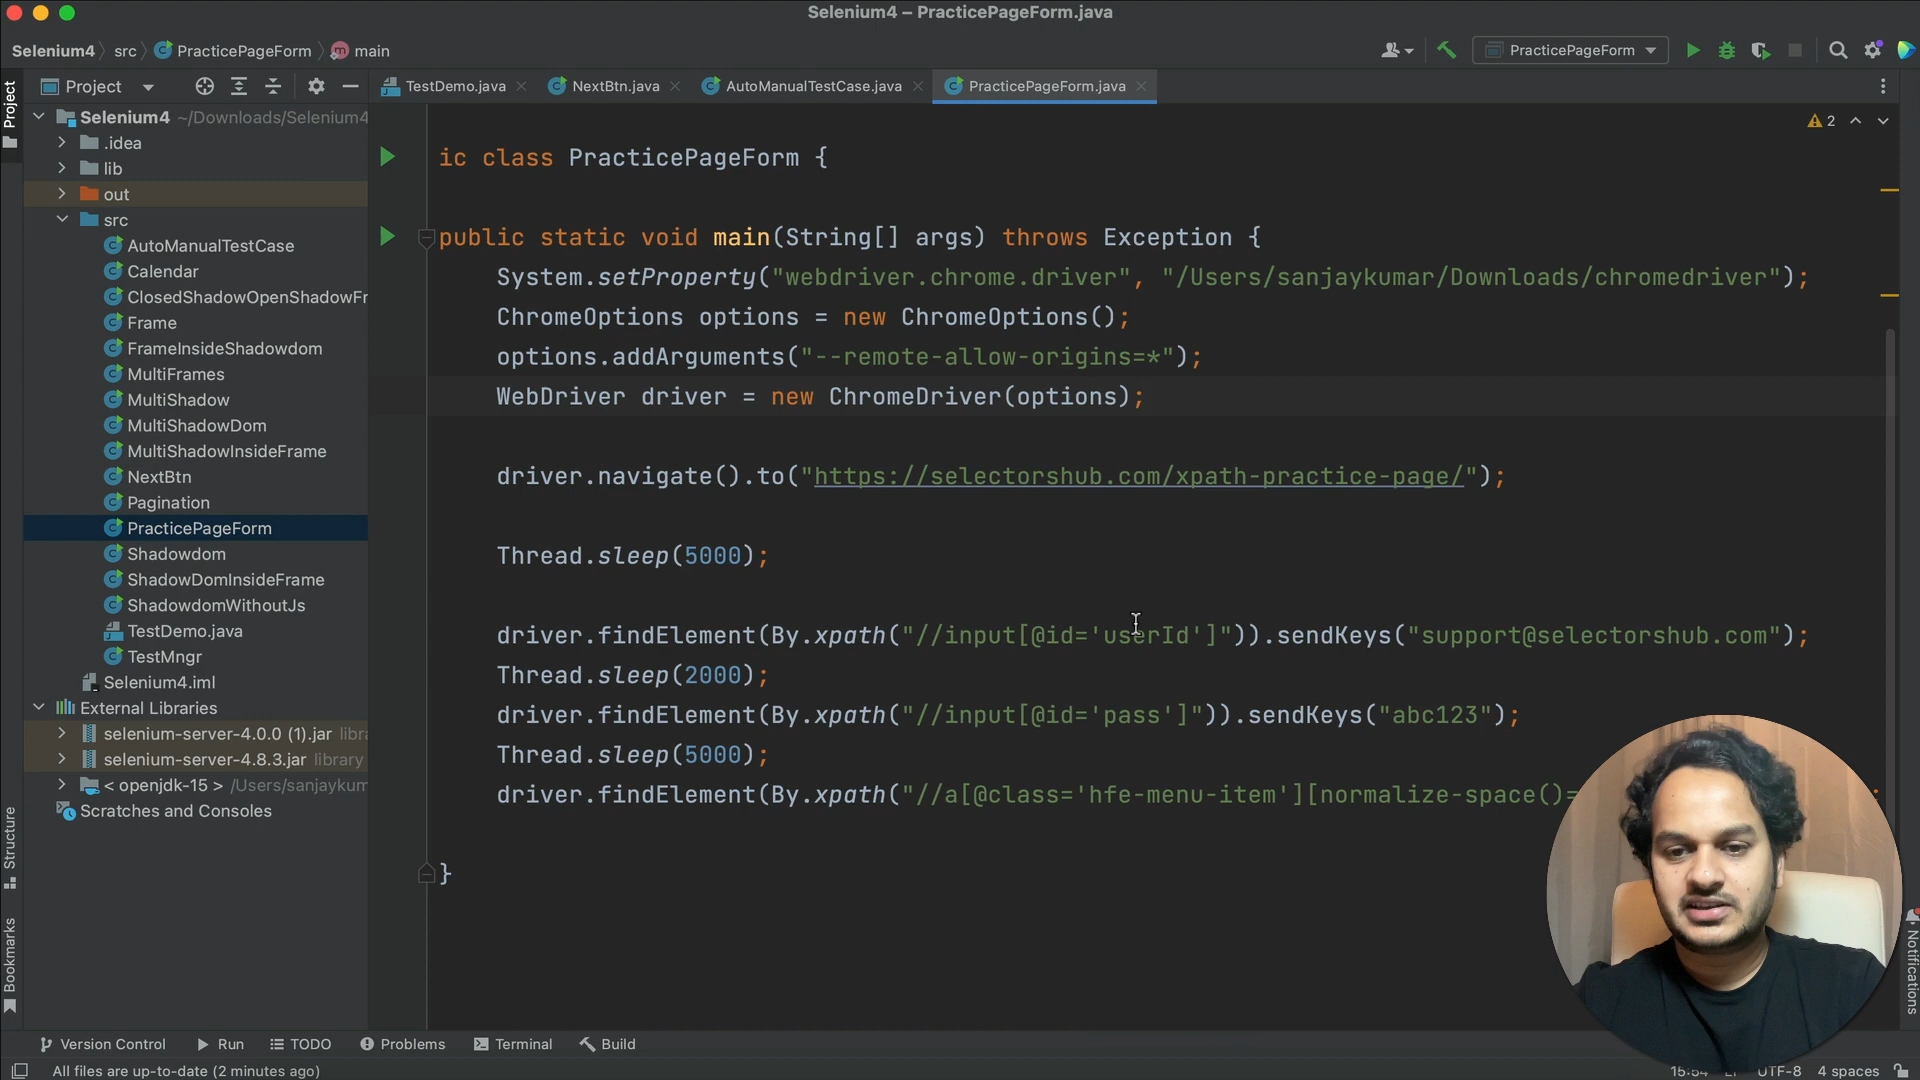 Selenium4 – PracticePageForm.java
Selenium4 src PracticePageForm main
PracticePageForm
Project
TestDemo.java NextBtn.java AutoManualTestCase.java PracticePageForm.java
Project
Selenium4 ~/Downloads/Selenium4
.idea
lib
out
src
AutoManualTestCase
Calendar
ClosedShadowOpenShadowFr
Frame
FrameInsideShadowdom
MultiFrames
MultiShadow
MultiShadowDom
MultiShadowInsideFrame
NextBtn
Pagination
PracticePageForm
Shadowdom
ShadowDomInsideFrame
ShadowdomWithoutJs
TestDemo.java
TestMngr
Selenium4.iml
External Libraries
selenium-server-4.0.0 (1).jar libra
selenium-server-4.8.3.jar library
< openjdk-15 > /Users/sanjaykum
Scratches and Consoles
2
ic class PracticePageForm {
public static void main(String[] args) throws Exception {
System.setProperty("webdriver.chrome.driver", "/Users/sanjaykumar/Downloads/chromedriver");
ChromeOptions options = new ChromeOptions();
options.addArguments("--remote-allow-origins=*");
WebDriver driver = new ChromeDriver(options);
driver.navigate().to("https://selectorshub.com/xpath-practice-page/");
Thread.sleep(5000);
driver.findElement(By.xpath("//input[@id='userId']")).sendKeys("support@selectorshub.com");
Thread.sleep(2000);
driver.findElement(By.xpath("//input[@id='pass']")).sendKeys("abc123");
Thread.sleep(5000);
driver.findElement(By.xpath("//a[@class='hfe-menu-item'][normalize-space()=
}
Structure
Bookmarks
Notifications
Version Control Run TODO Problems Terminal Build
All files are up-to-date (2 minutes ago)
15:54 UTF-8 4 spaces